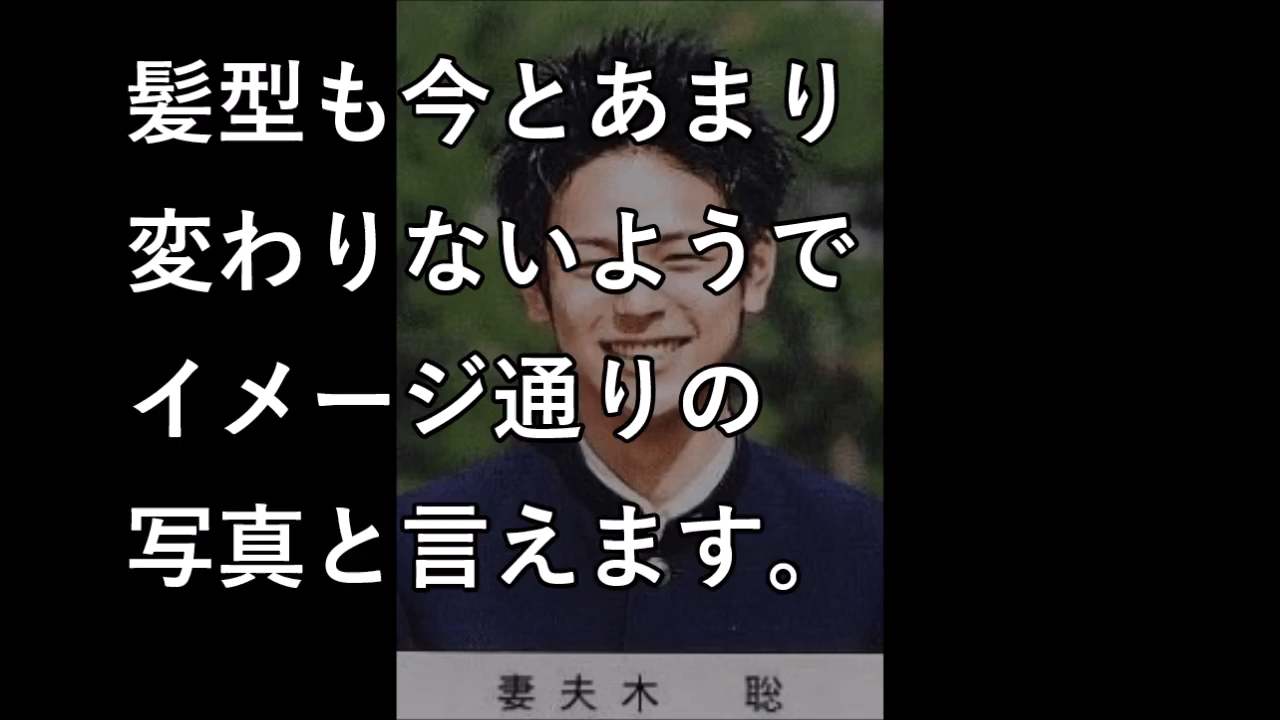 髪型も今とあまり
変わりないようで
イメージ通りの
写真と言えます。
妻夫木 聡